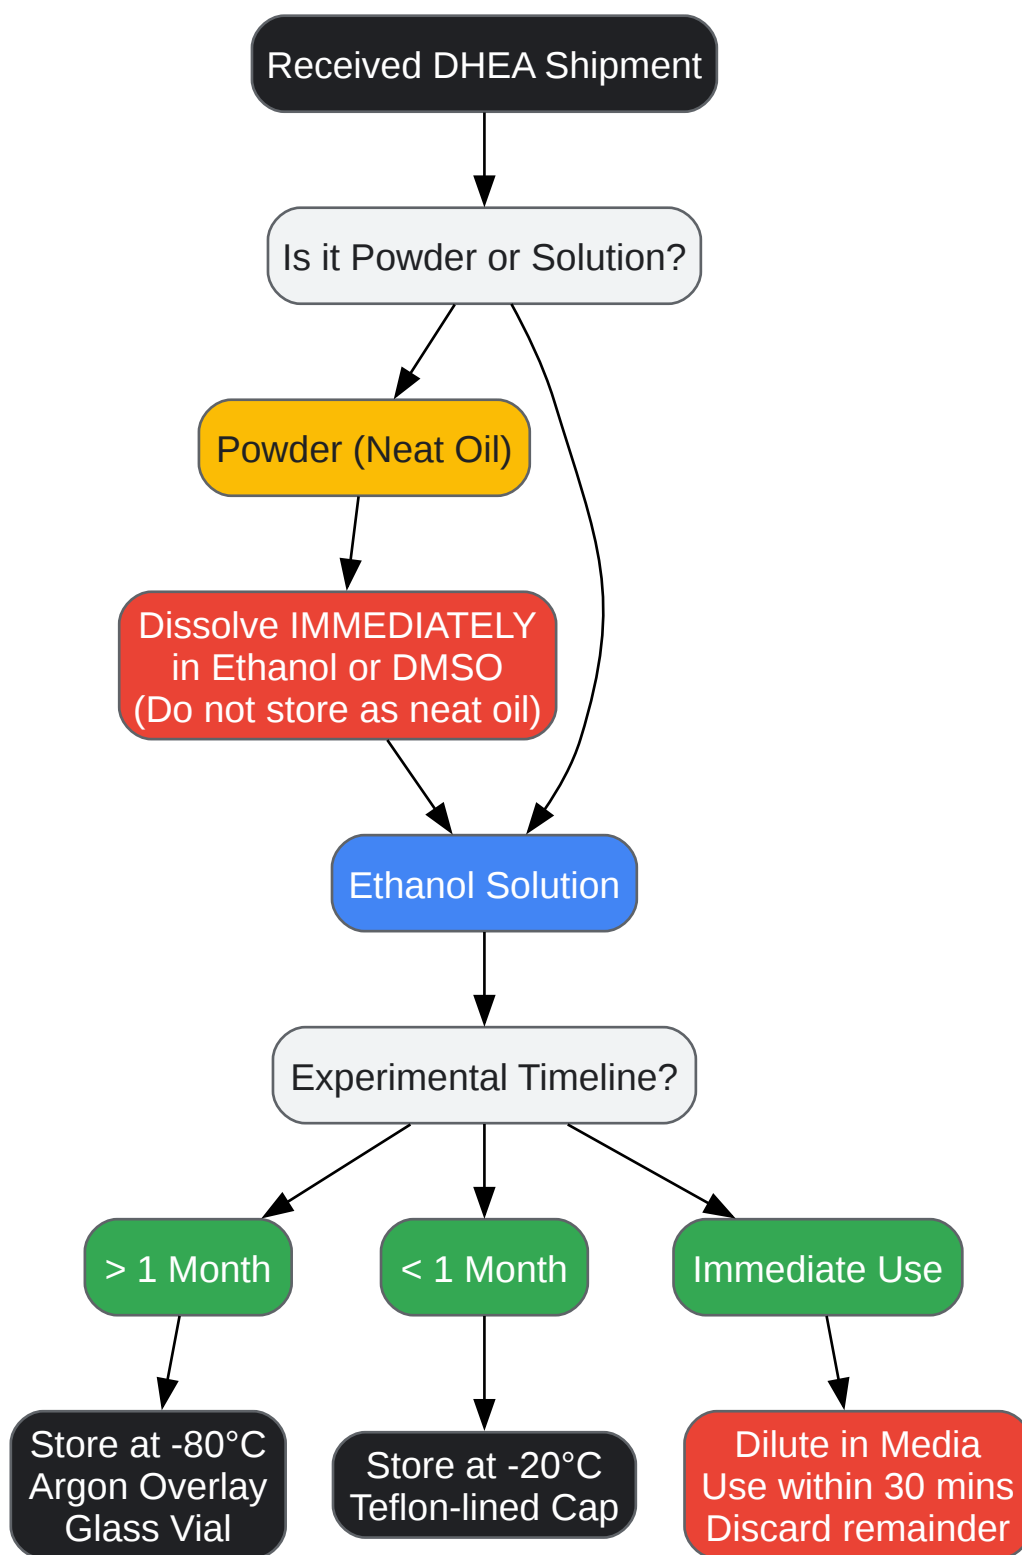 Received DHEA Shipment
Is it Powder or Solution?
Powder (Neat Oil)
Dissolve IMMEDIATELY
in Ethanol or DMSO
(Do not store as neat oil)
Ethanol Solution
Experimental Timeline?
> 1 Month
< 1 Month
Immediate Use
Store at -80°C
Argon Overlay
Glass Vial
Store at -20°C
Teflon-lined Cap
Dilute in Media
Use within 30 mins
Discard remainder